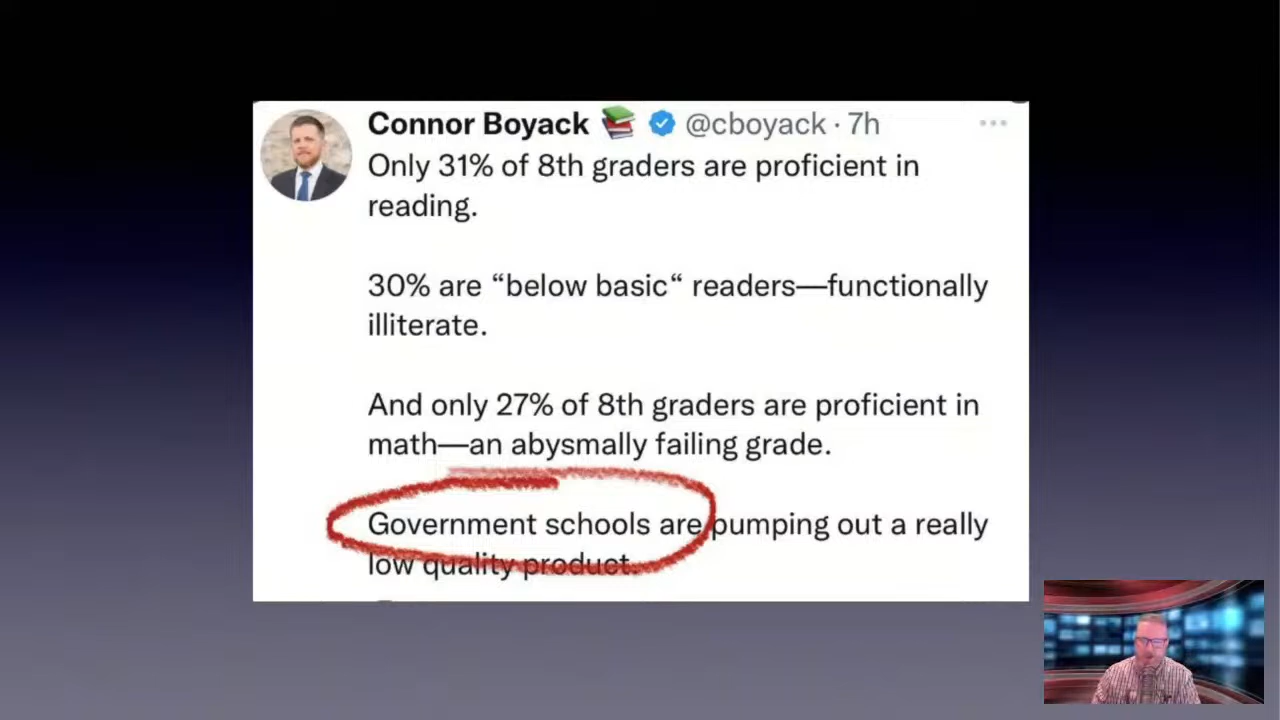 Connor Boyack 📚 @cboyack · 7h
Only 31% of 8th graders are proficient in
reading.
30% are “below basic“ readers—functionally
illiterate.
And only 27% of 8th graders are proficient in
math—an abysmally failing grade.
Government schools are pumping out a really
low quality product.